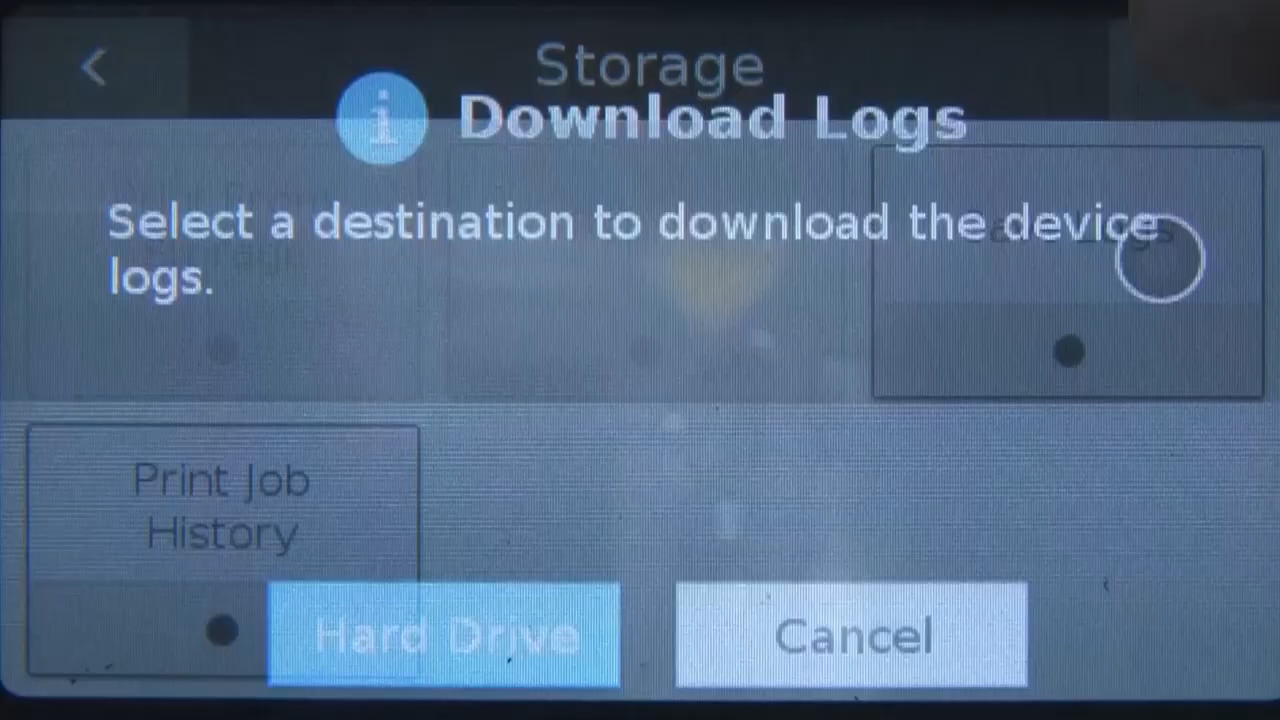 Storage
Download Logs
Select a destination to download the device
logs.
Print Job
History
Hard Drive
Cancel